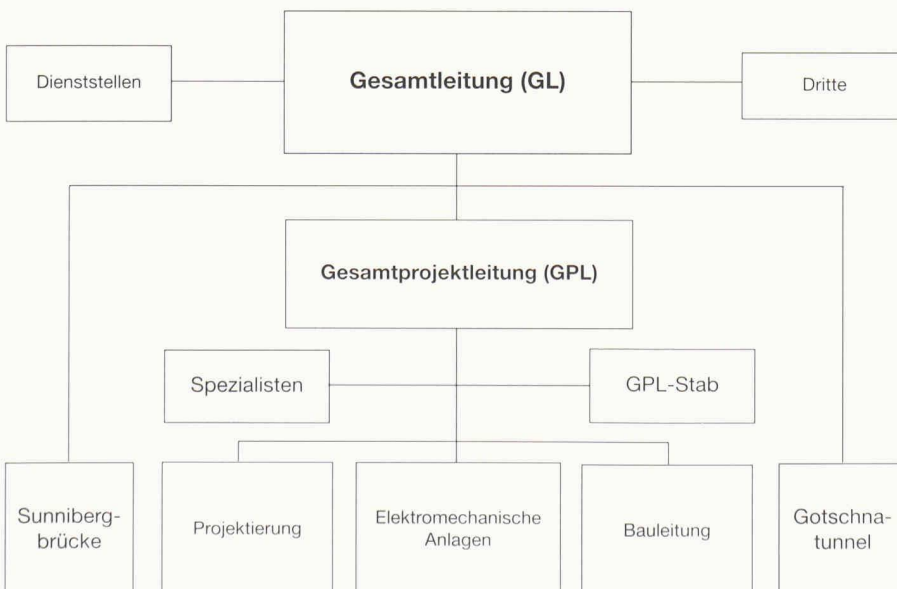 Dienststellen
Gesamtleitung (GL)
Dritte
Gesamtprojektleitung (GPL)
Spezialisten
GPL-Stab
Sunniberg-
brücke
Projektierung
Elektromechanische
Anlagen
Bauleitung
Gotschna-
tunnel